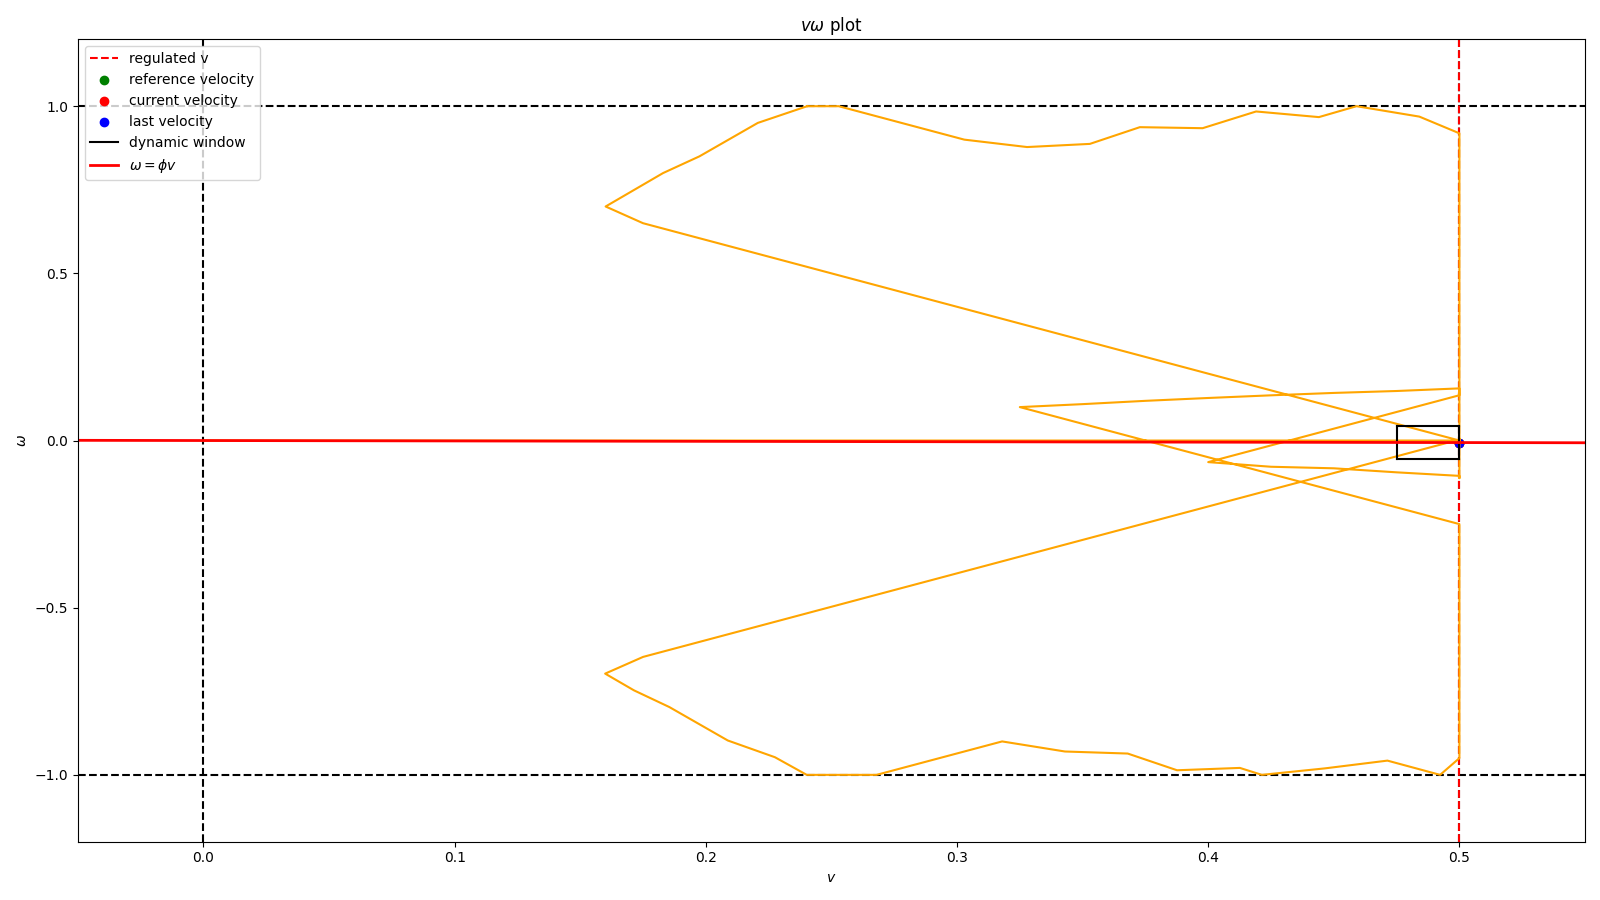 vω plot
regulated v
reference velocity
current velocity
last velocity
dynamic window
ω = ϕv
1.0
0.5
0.0
−0.5
−1.0
ω
0.0 0.1 0.2 0.3 0.4 0.5
v